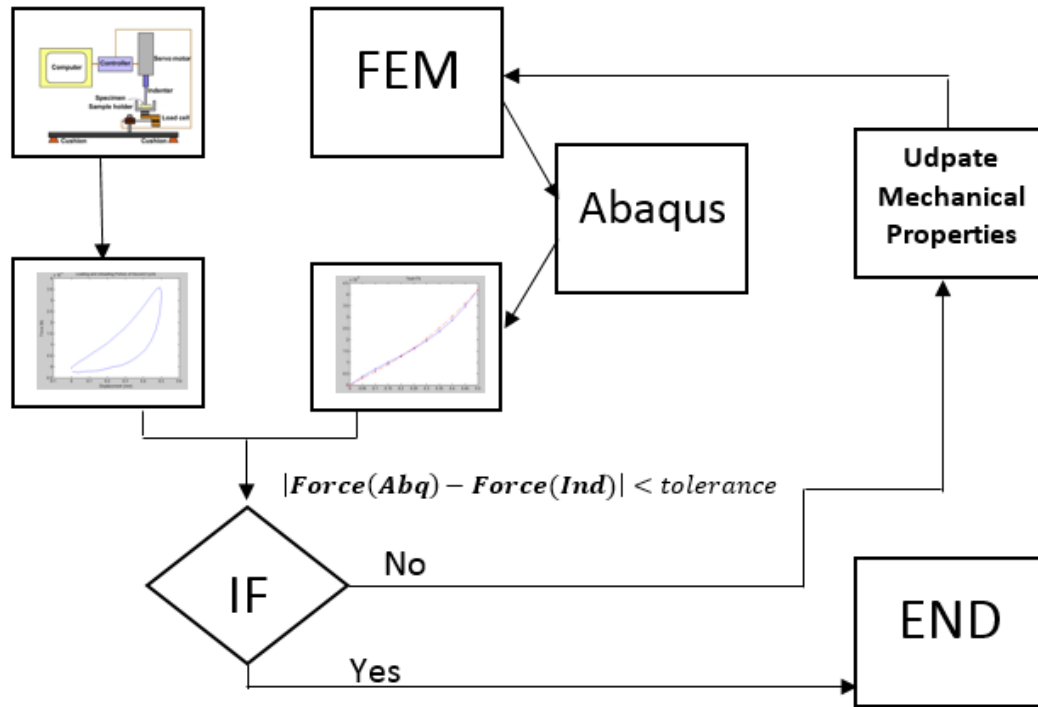 Computer
Controller
Servo motor
Indenter
Specimen
Sample holder
Load cell
Cushion
Cushion
FEM
Udpate
Mechanical
Properties
Abaqus
|Force(Abq) − Force(Ind)| < tolerance
IF
No
Yes
END